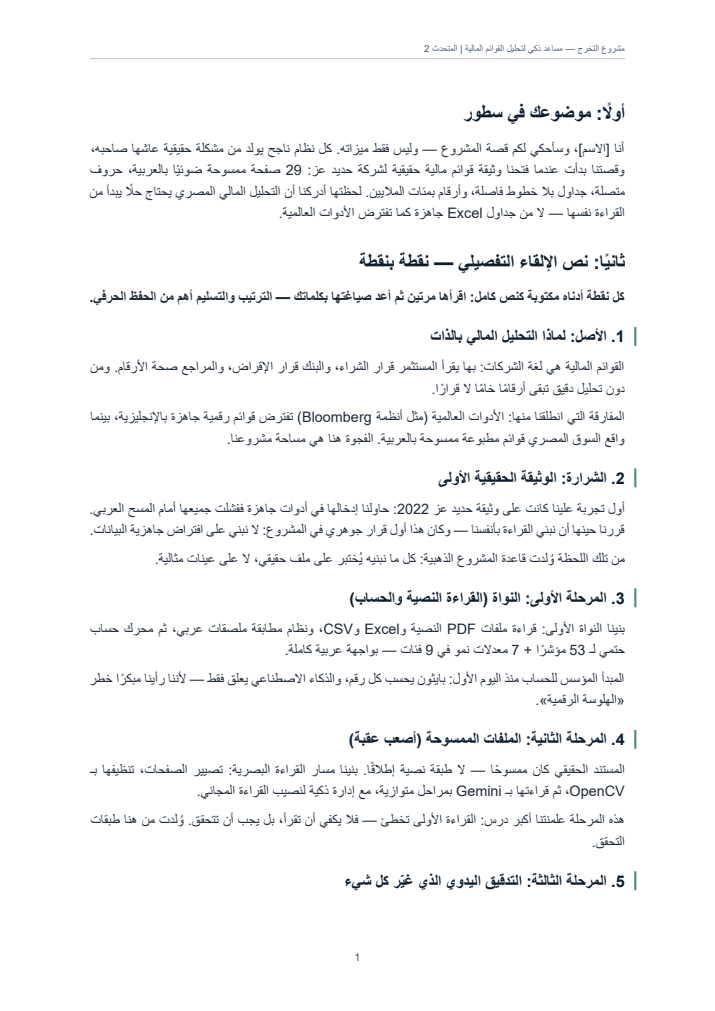 مشروع التخرج — مساعد ذكي لتحليل القوائم المالية | المتحدث 2
أولًا: موضوعك في سطور
أنا [الاسم]، وسأحكي لكم قصة المشروع — وليس فقط ميزاته. كل نظام ناجح يولد من مشكلة حقيقية عاشها صاحبه،
وقصتنا بدأت عندما فتحنا وثيقة قوائم مالية حقيقية لشركة حديد عز: 29 صفحة ممسوحة ضوئيًا بالعربية، حروف
متصلة، جداول بلا خطوط فاصلة، وأرقام بمئات الملايين. لحظتها أدركنا أن التحليل المالي المصري يحتاج حلًا يبدأ من
القراءة نفسها — لا من جداول Excel جاهزة كما تفترض الأدوات العالمية.
ثانيًا: نص الإلقاء التفصيلي — نقطة بنقطة
كل نقطة أدناه مكتوبة كنص كامل: اقرأها مرتين ثم أعد صياغتها بكلماتك — الترتيب والتسليم أهم من الحفظ الحرفي.
1. الأصل: لماذا التحليل المالي بالذات
القوائم المالية هي لغة الشركات: بها يقرأ المستثمر قرار الشراء، والبنك قرار الإقراض، والمراجع صحة الأرقام. ومن
دون تحليل دقيق تبقى أرقامًا خامًا لا قرارًا.
المفارقة التي انطلقنا منها: الأدوات العالمية (مثل أنظمة Bloomberg) تفترض قوائم رقمية جاهزة بالإنجليزية، بينما
واقع السوق المصري قوائم مطبوعة ممسوحة بالعربية. الفجوة هنا هي مساحة مشروعنا.
2. الشرارة: الوثيقة الحقيقية الأولى
أول تجربة علينا كانت على وثيقة حديد عز 2022: حاولنا إدخالها في أدوات جاهزة ففشلت جميعها أمام المسح العربي.
قررنا حينها أن نبني القراءة بأنفسنا — وكان هذا أول قرار جوهري في المشروع: لا نبني على افتراض جاهزية البيانات.
من تلك اللحظة وُلدت قاعدة المشروع الذهبية: كل ما نبنيه يُختبر على ملف حقيقي، لا على عينات مثالية.
3. المرحلة الأولى: النواة (القراءة النصية والحساب)
بنينا النواة الأولى: قراءة ملفات PDF النصية وExcel وCSV، ونظام مطابقة ملصقات عربي، ثم محرك حساب
حتمي لـ 53 مؤشرًا + 7 معدلات نمو في 9 فئات — بواجهة عربية كاملة.
المبدأ المؤسس للحساب منذ اليوم الأول: بايثون يحسب كل رقم، والذكاء الاصطناعي يعلق فقط — لأننا رأينا مبكرًا خطر
«الهلوسة الرقمية».
4. المرحلة الثانية: الملفات الممسوحة (أصعب عقبة)
المستند الحقيقي كان ممسوحًا — لا طبقة نصية إطلاقًا. بنينا مسار القراءة البصرية: تصيير الصفحات، تنظيفها بـ
OpenCV، ثم قراءتها بـ Gemini بمراحل متوازية، مع إدارة ذكية لنصيب القراءة المجاني.
هذه المرحلة علمتنا أكبر درس: القراءة الأولى تخطئ — فلا يكفي أن تقرأ، بل يجب أن تتحقق. وُلدت من هنا طبقات
التحقق.
5. المرحلة الثالثة: التدقيق اليدوي الذي غيّر كل شيء
1